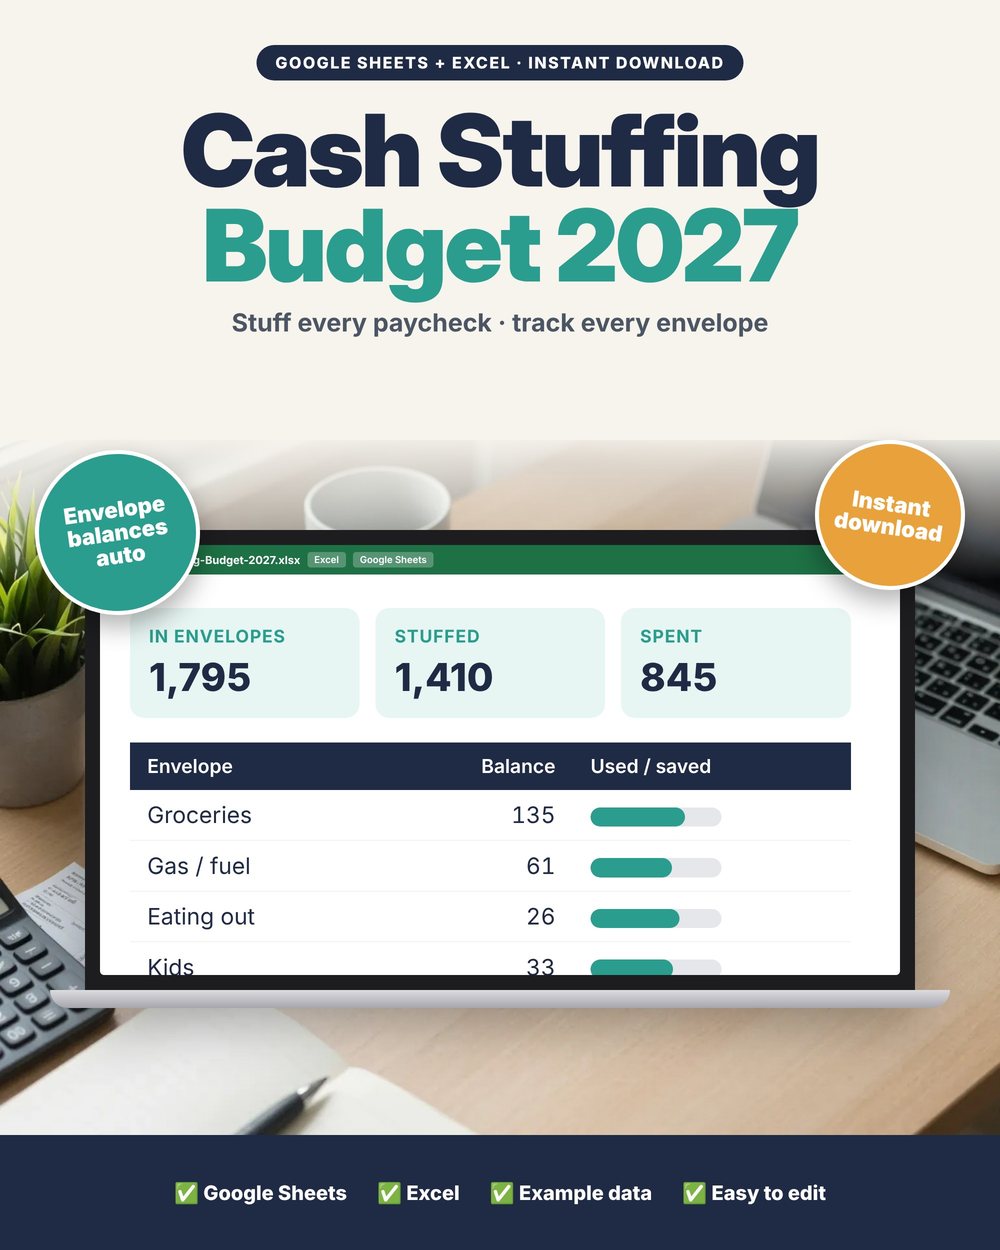 GOOGLE SHEETS + EXCEL · INSTANT DOWNLOAD
Cash Stuffing
Budget 2027
Stuff every paycheck · track every envelope
Envelope
balances
auto
Instant
download
g-Budget-2027.xlsx Excel Google Sheets
IN ENVELOPES STUFFED SPENT
1,795 1,410 845
Envelope Balance Used / saved
Groceries 135
Gas / fuel 61
Eating out 26
Kids 33
✅ Google Sheets ✅ Excel ✅ Example data ✅ Easy to edit